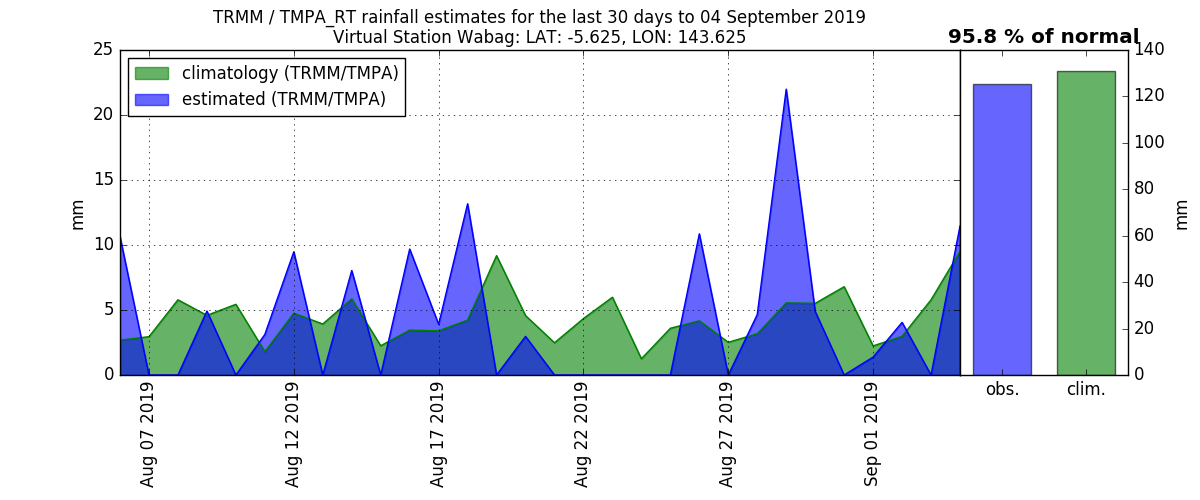 TRMM / TMPA_RT rainfall estimates for the last 30 days to 04 September 2019
Virtual Station Wabag: LAT: -5.625, LON: 143.625
95.8 % of normal
climatology (TRMM/TMPA)
estimated (TRMM/TMPA)
25
20
15
10
5
0
mm
140
120
100
80
60
40
20
0
mm
Aug 07 2019
Aug 12 2019
Aug 17 2019
Aug 22 2019
Aug 27 2019
Sep 01 2019
obs.
clim.